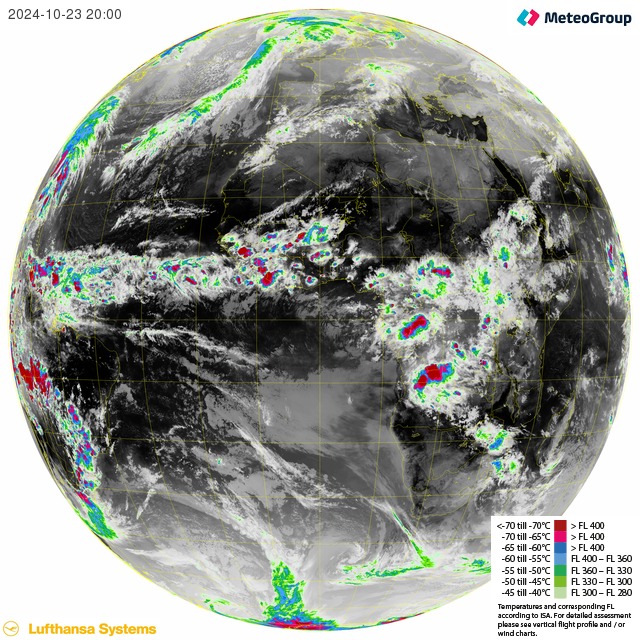 2024-10-23 20:00
MeteoGroup
<-70 till -70°C > FL 400
-70 till -65°C > FL 400
-65 till -60°C > FL 400
-60 till -55°C FL 400 – FL 360
-55 till -50°C FL 360 – FL 330
-50 till -45°C FL 330 – FL 300
-45 till -40°C > FL 300 – FL 280
Temperatures and corresponding FL
according to ISA. For detailed assessment
please see vertical flight profile and / or
wind charts.
Lufthansa Systems